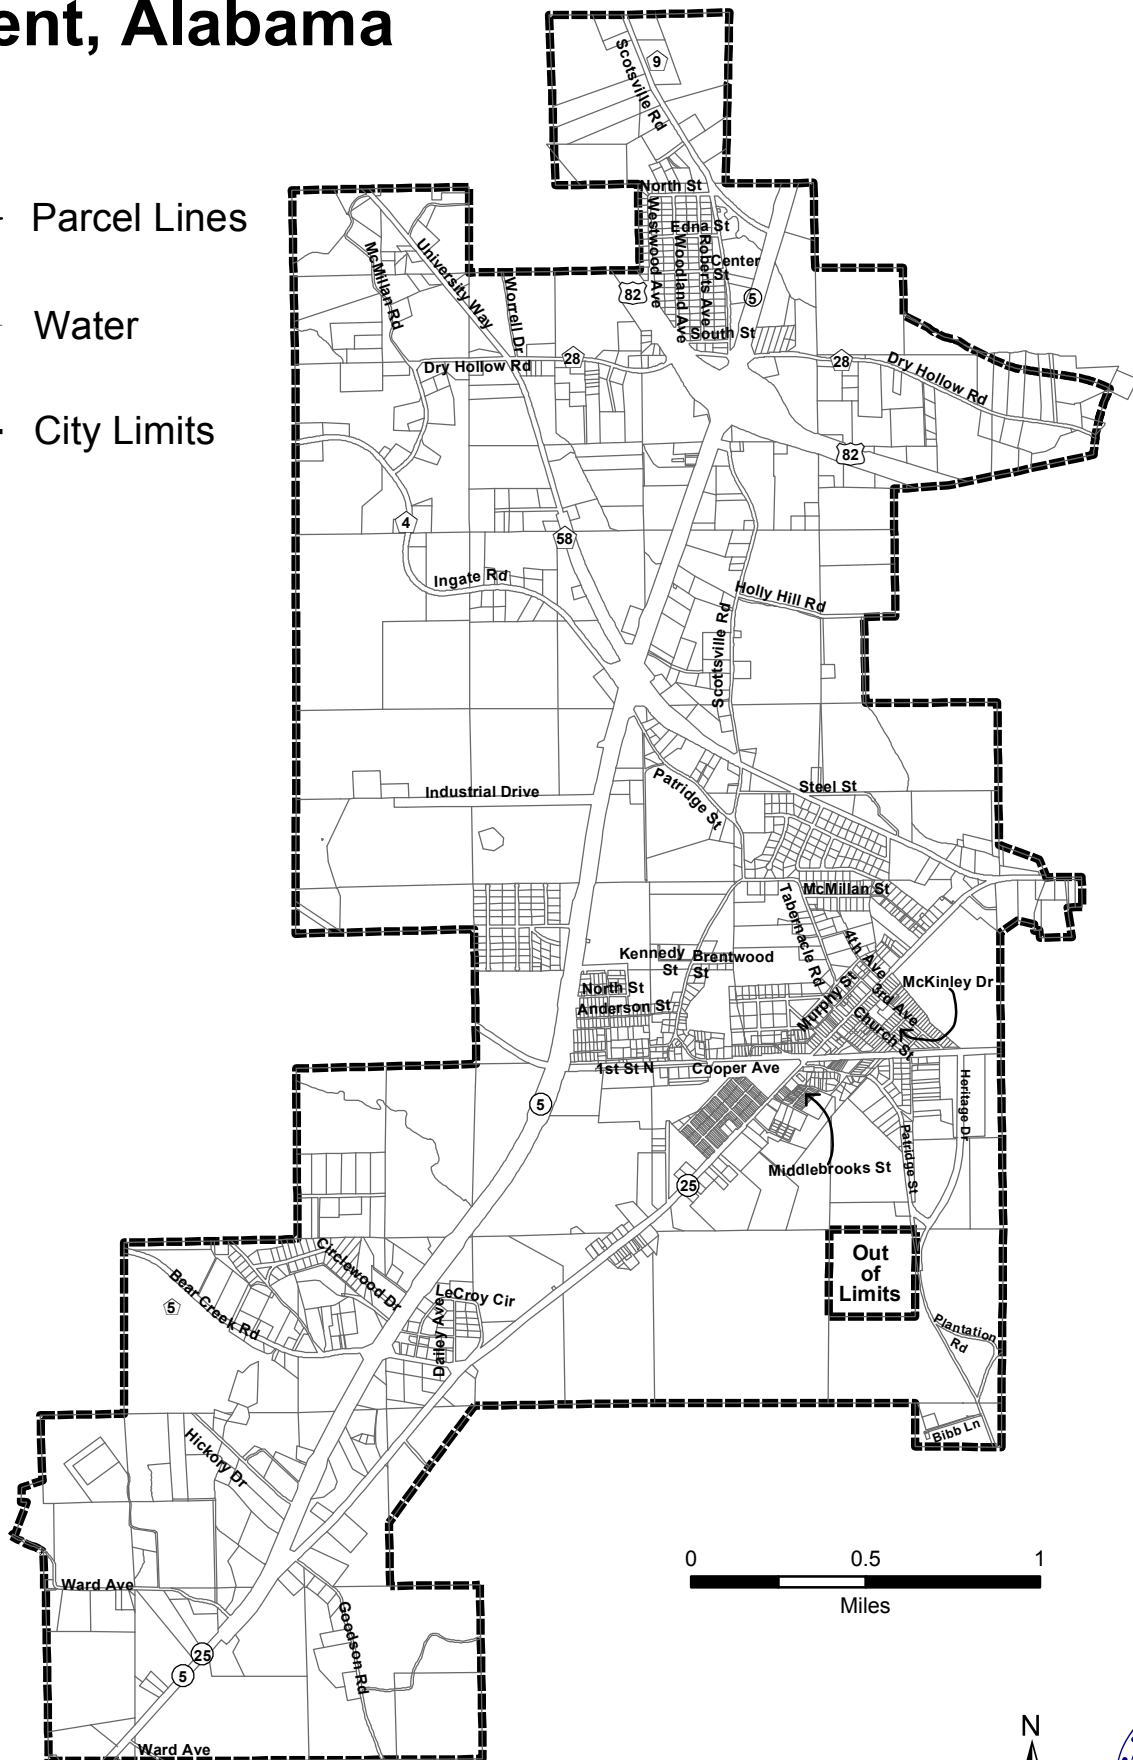 ent, Alabama
Parcel Lines
Water
City Limits
Scotsville Rd
9
North St
Edna St
Westwood Ave
Woodland Ave
Roberts Ave
Center
St
South St
82
5
McMillan Rd
University Way
Worrell Dr
28
Dry Hollow Rd
28
Dry Hollow Rd
82
4
58
Ingate Rd
Holly Hill Rd
Scottsville Rd
Industrial Drive
Patridge St
Steel St
McMillan St
Tabernacle Rd
4th Ave
Kennedy
St
Brentwood
St
North St
Anderson St
Murphy St
3rd Ave
McKinley Dr
Church St
1st St N
Cooper Ave
Heritage Dr
5
Patridge St
Middlebrooks St
25
Out
of
Limits
Circlewood Dr
Bear Creek Rd
5
LeCroy Cir
Dailey Ave
Plantation
Rd
Bibb Ln
Hickory Dr
0 0.5 1
Miles
Ward Ave
Goodson Rd
25
5
Ward Ave
N